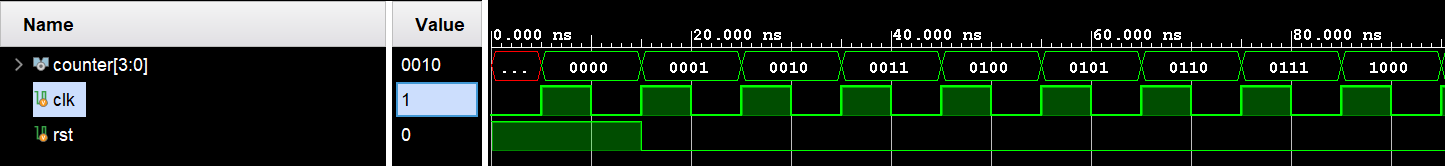 Name Value
0.000 ns 20.000 ns 40.000 ns 60.000 ns 80.000 ns
counter[3:0] 0010 ... 0000 0001 0010 0011 0100 0101 0110 0111 1000
clk 1
rst 0